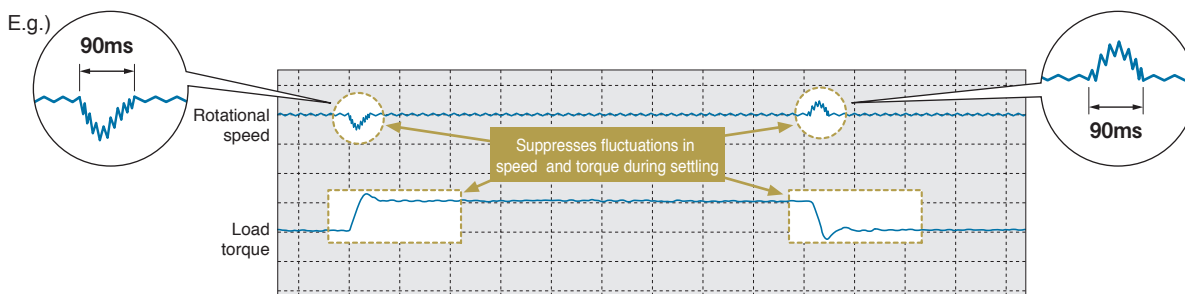 E.g.)
90ms
Rotational
speed
Suppresses fluctuations in
speed and torque during settling
90ms
Load
torque